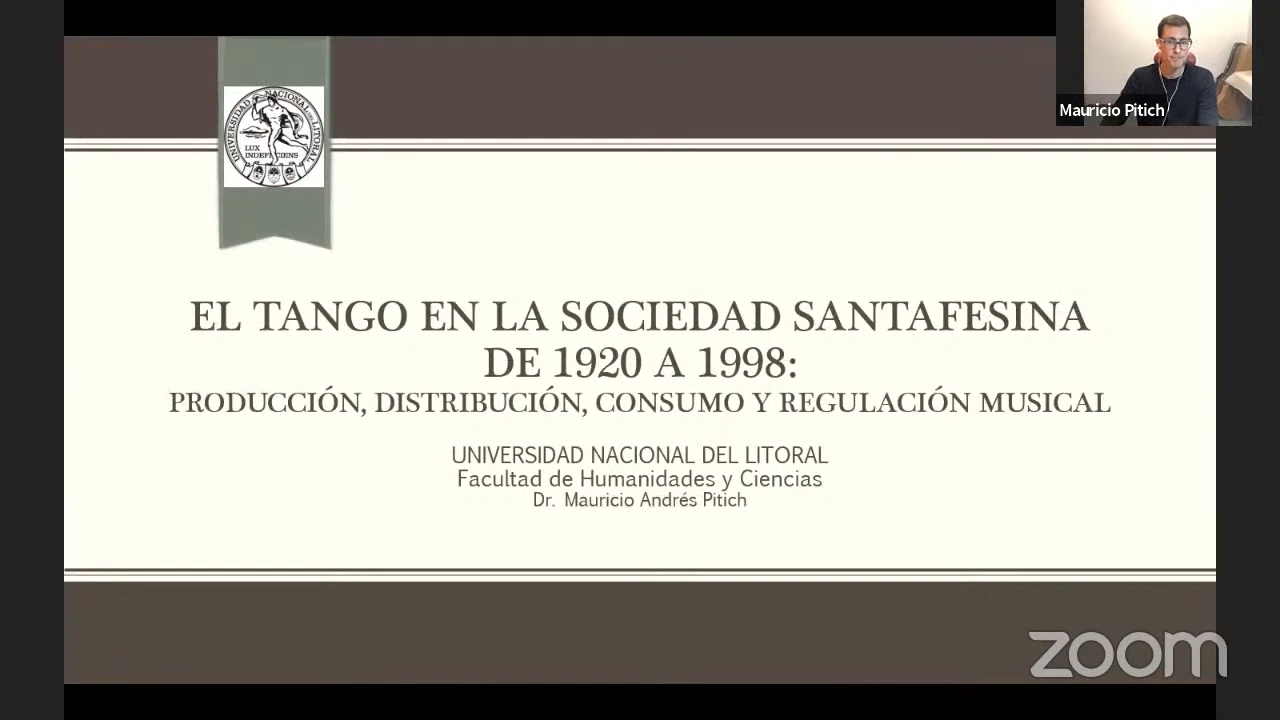 Mauricio Pitich
UNIVERSIDAD NACIONAL DEL LITORAL
LUX
INDEFICIENS
EL TANGO EN LA SOCIEDAD SANTAFESINA
DE 1920 A 1998:
PRODUCCIÓN, DISTRIBUCIÓN, CONSUMO Y REGULACIÓN MUSICAL
UNIVERSIDAD NACIONAL DEL LITORAL
Facultad de Humanidades y Ciencias
Dr. Mauricio Andrés Pitich
zoom